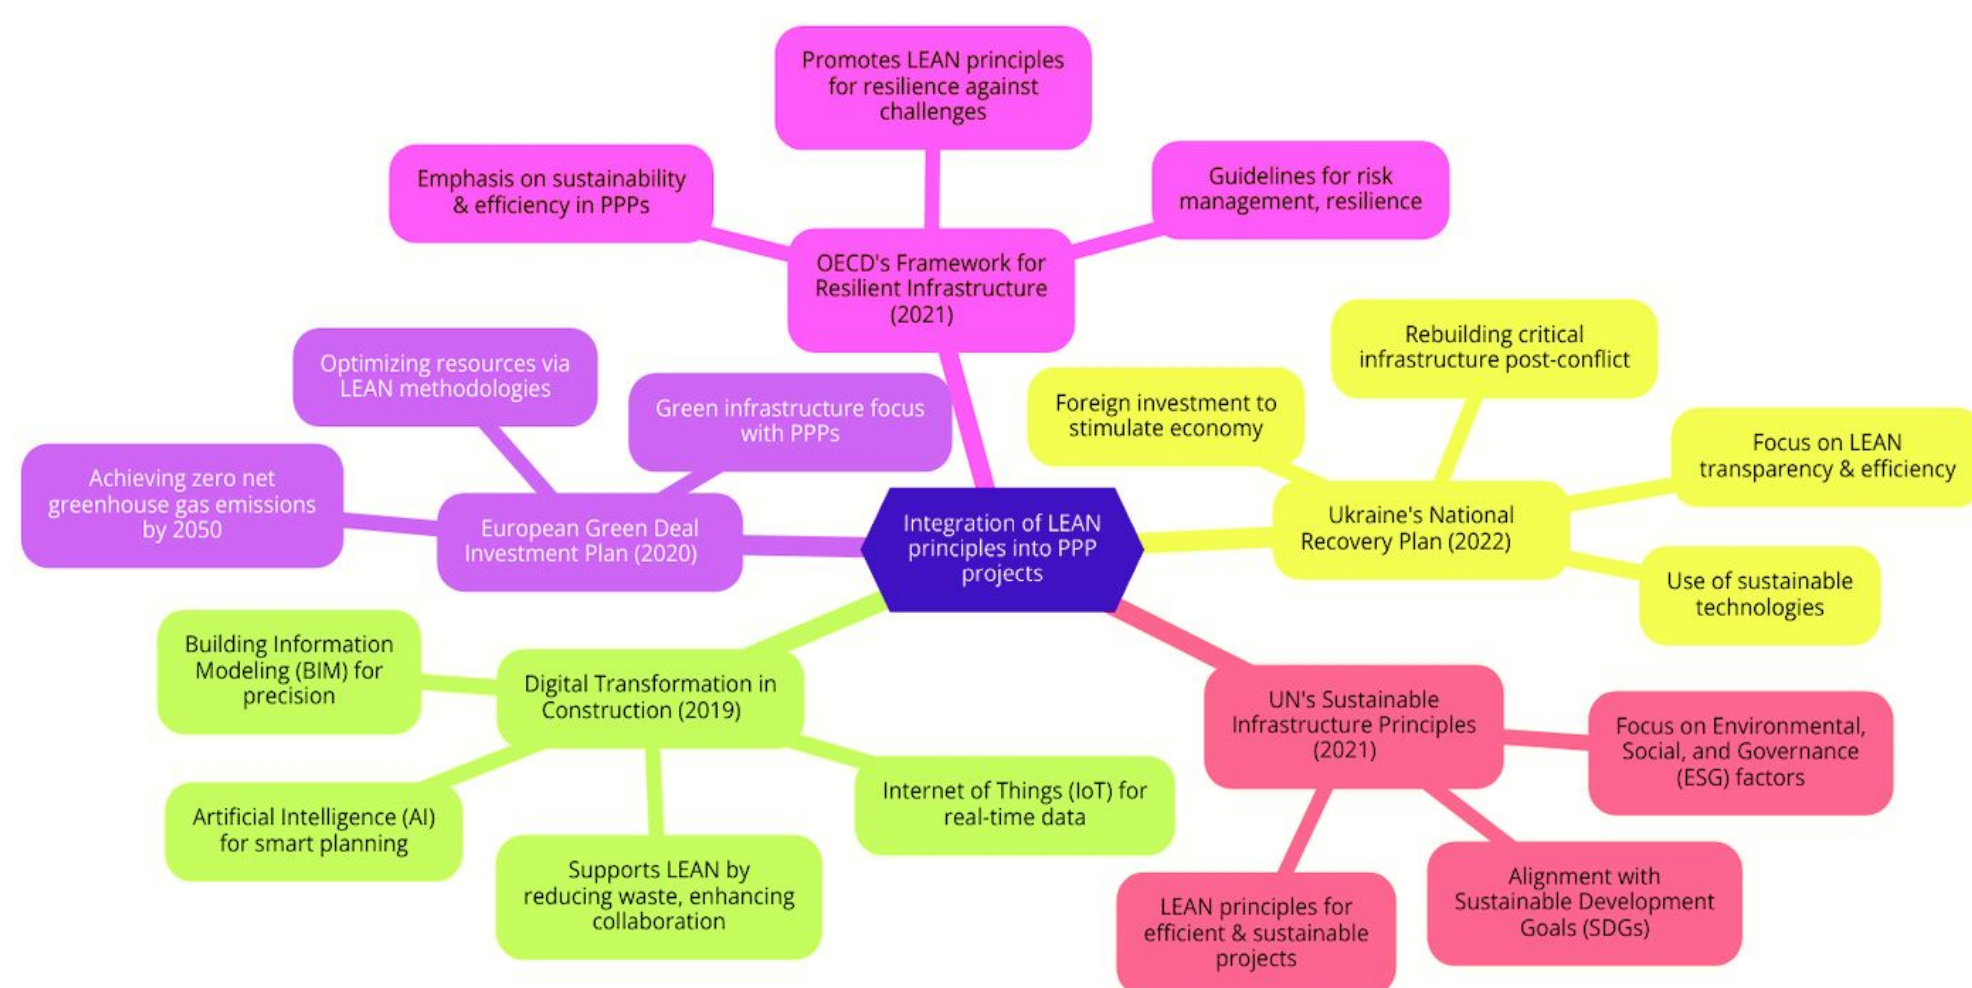 Promotes LEAN principles
for resilience against
challenges
Emphasis on sustainability
& efficiency in PPPs
Guidelines for risk
management, resilience
OECD's Framework for
Resilient Infrastructure
(2021)
Optimizing resources via
LEAN methodologies
Green infrastructure focus
with PPPs
Achieving zero net
greenhouse gas emissions
by 2050
European Green Deal
Investment Plan (2020)
Rebuilding critical
infrastructure post-conflict
Foreign investment to
stimulate economy
Focus on LEAN
transparency & efficiency
Ukraine's National
Recovery Plan (2022)
Use of sustainable
technologies
Integration of LEAN
principles into PPP
projects
Building Information
Modeling (BIM) for
precision
Digital Transformation in
Construction (2019)
Artificial Intelligence (AI)
for smart planning
Supports LEAN by
reducing waste, enhancing
collaboration
Internet of Things (IoT) for
real-time data
UN's Sustainable
Infrastructure Principles
(2021)
Focus on Environmental,
Social, and Governance
(ESG) factors
LEAN principles for
efficient & sustainable
projects
Alignment with
Sustainable Development
Goals (SDGs)